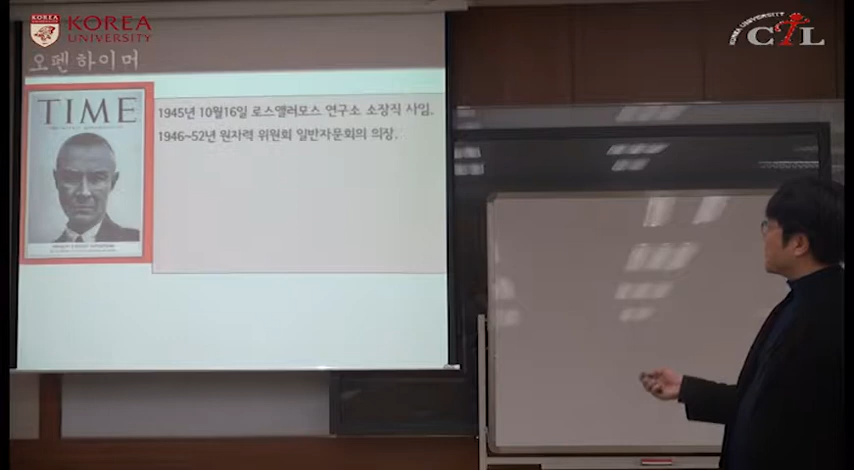 KOREA
UNIVERSITY
KOREA UNIVERSITY
CTL
오펜하이머
TIME
1945년 10월16일 로스앨러모스 연구소 소장직 사임.
1946~52년 원자력 위원회 일반자문회의 의장.